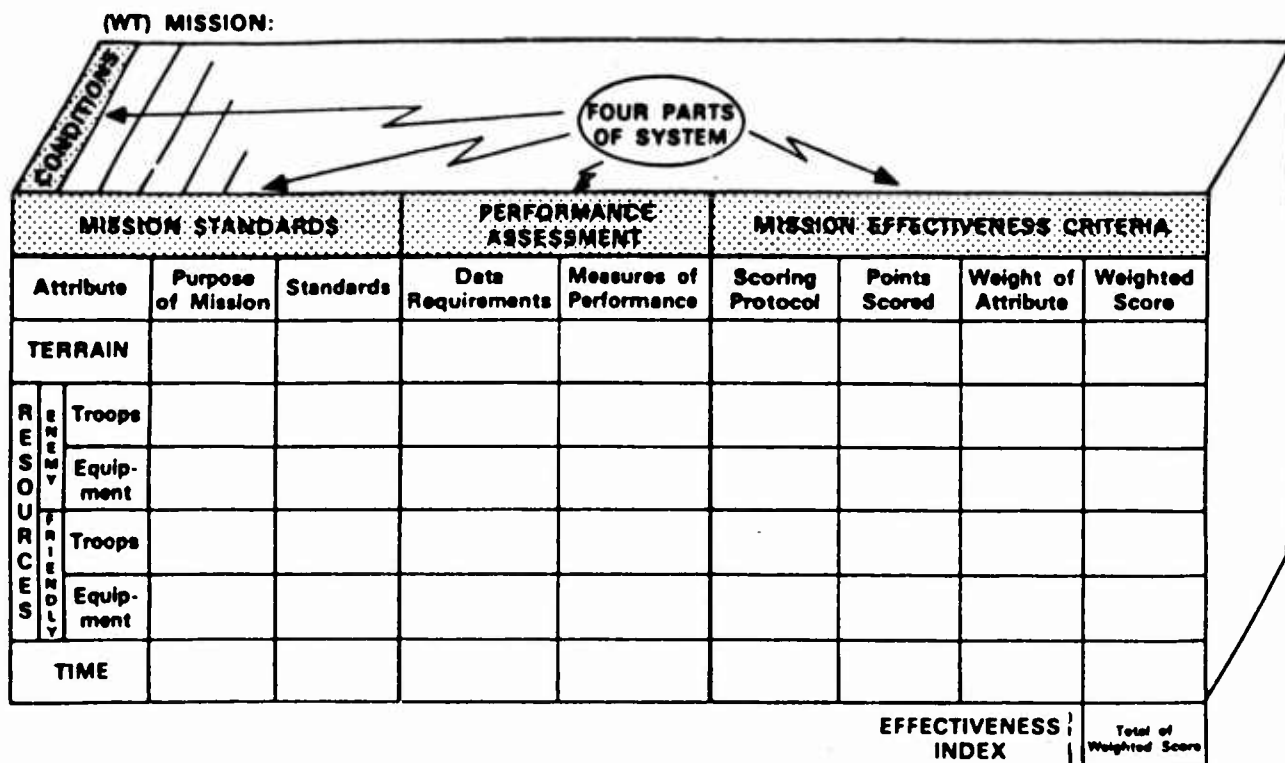 (WT) MISSION:
CONDITIONS
FOUR PARTS
OF SYSTEM
MISSION STANDARDS
PERFORMANCE
ASSESSMENT
MISSION EFFECTIVENESS CRITERIA
Attribute
Purpose
of Mission
Standards
Data
Requirements
Measures of
Performance
Scoring
Protocol
Points
Scored
Weight of
Attribute
Weighted
Score
TERRAIN
RESOURCES
ENEMY
Troops
Equip-
ment
FRIENDLY
Troops
Equip-
ment
TIME
EFFECTIVENESS
INDEX
Total of
Weighted Score